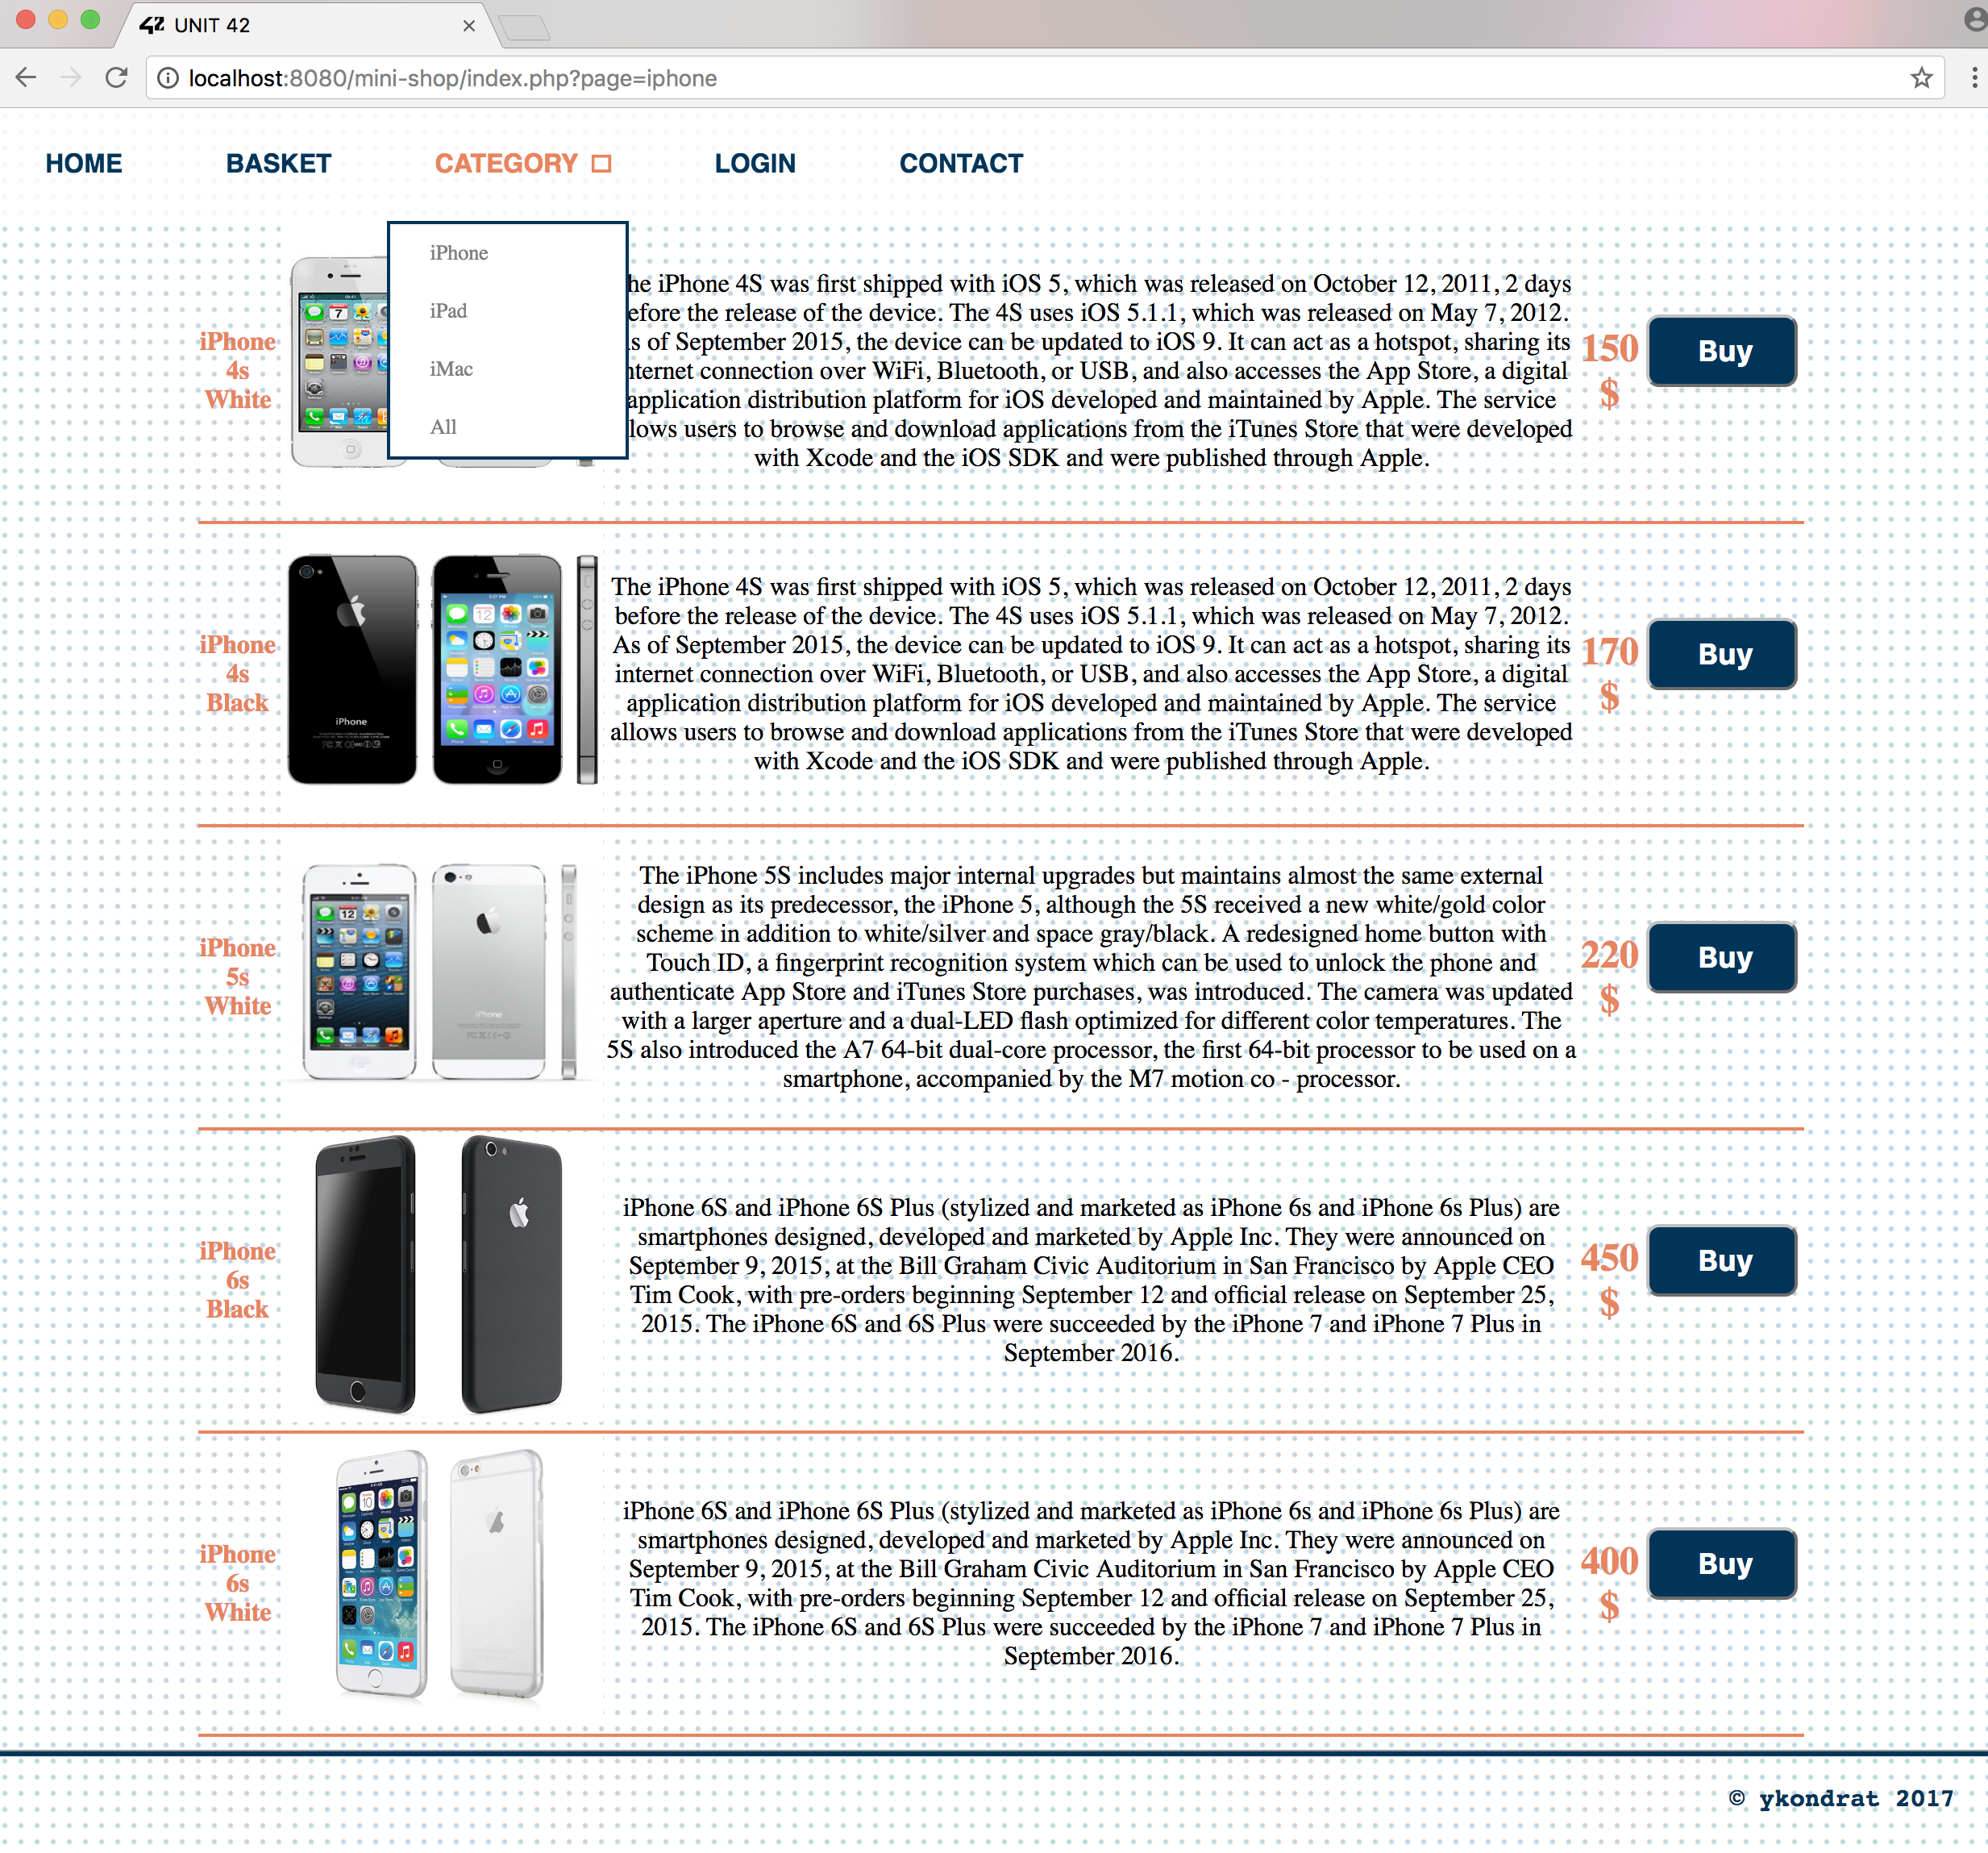 UNIT 42
localhost:8080/mini-shop/index.php?page=iphone
HOME BASKET CATEGORY LOGIN CONTACT
iPhone
iPad
iMac
All
iPhone
4s
White
he iPhone 4S was first shipped with iOS 5, which was released on October 12, 2011, 2 days
efore the release of the device. The 4S uses iOS 5.1.1, which was released on May 7, 2012.
s of September 2015, the device can be updated to iOS 9. It can act as a hotspot, sharing its
nternet connection over WiFi, Bluetooth, or USB, and also accesses the App Store, a digital
application distribution platform for iOS developed and maintained by Apple. The service
lows users to browse and download applications from the iTunes Store that were developed
with Xcode and the iOS SDK and were published through Apple.
150
$
Buy
iPhone
4s
Black
iPhone
The iPhone 4S was first shipped with iOS 5, which was released on October 12, 2011, 2 days
before the release of the device. The 4S uses iOS 5.1.1, which was released on May 7, 2012.
As of September 2015, the device can be updated to iOS 9. It can act as a hotspot, sharing its
internet connection over WiFi, Bluetooth, or USB, and also accesses the App Store, a digital
application distribution platform for iOS developed and maintained by Apple. The service
allows users to browse and download applications from the iTunes Store that were developed
with Xcode and the iOS SDK and were published through Apple.
170
$
Buy
iPhone
5s
White
iPhone
The iPhone 5S includes major internal upgrades but maintains almost the same external
design as its predecessor, the iPhone 5, although the 5S received a new white/gold color
scheme in addition to white/silver and space gray/black. A redesigned home button with
Touch ID, a fingerprint recognition system which can be used to unlock the phone and
authenticate App Store and iTunes Store purchases, was introduced. The camera was updated
with a larger aperture and a dual-LED flash optimized for different color temperatures. The
5S also introduced the A7 64-bit dual-core processor, the first 64-bit processor to be used on a
smartphone, accompanied by the M7 motion co - processor.
220
$
Buy
iPhone
6s
Black
iPhone 6S and iPhone 6S Plus (stylized and marketed as iPhone 6s and iPhone 6s Plus) are
smartphones designed, developed and marketed by Apple Inc. They were announced on
September 9, 2015, at the Bill Graham Civic Auditorium in San Francisco by Apple CEO
Tim Cook, with pre-orders beginning September 12 and official release on September 25,
2015. The iPhone 6S and 6S Plus were succeeded by the iPhone 7 and iPhone 7 Plus in
September 2016.
450
$
Buy
iPhone
6s
White
iPhone 6S and iPhone 6S Plus (stylized and marketed as iPhone 6s and iPhone 6s Plus) are
smartphones designed, developed and marketed by Apple Inc. They were announced on
September 9, 2015, at the Bill Graham Civic Auditorium in San Francisco by Apple CEO
Tim Cook, with pre-orders beginning September 12 and official release on September 25,
2015. The iPhone 6S and 6S Plus were succeeded by the iPhone 7 and iPhone 7 Plus in
September 2016.
400
$
Buy
© ykondrat 2017